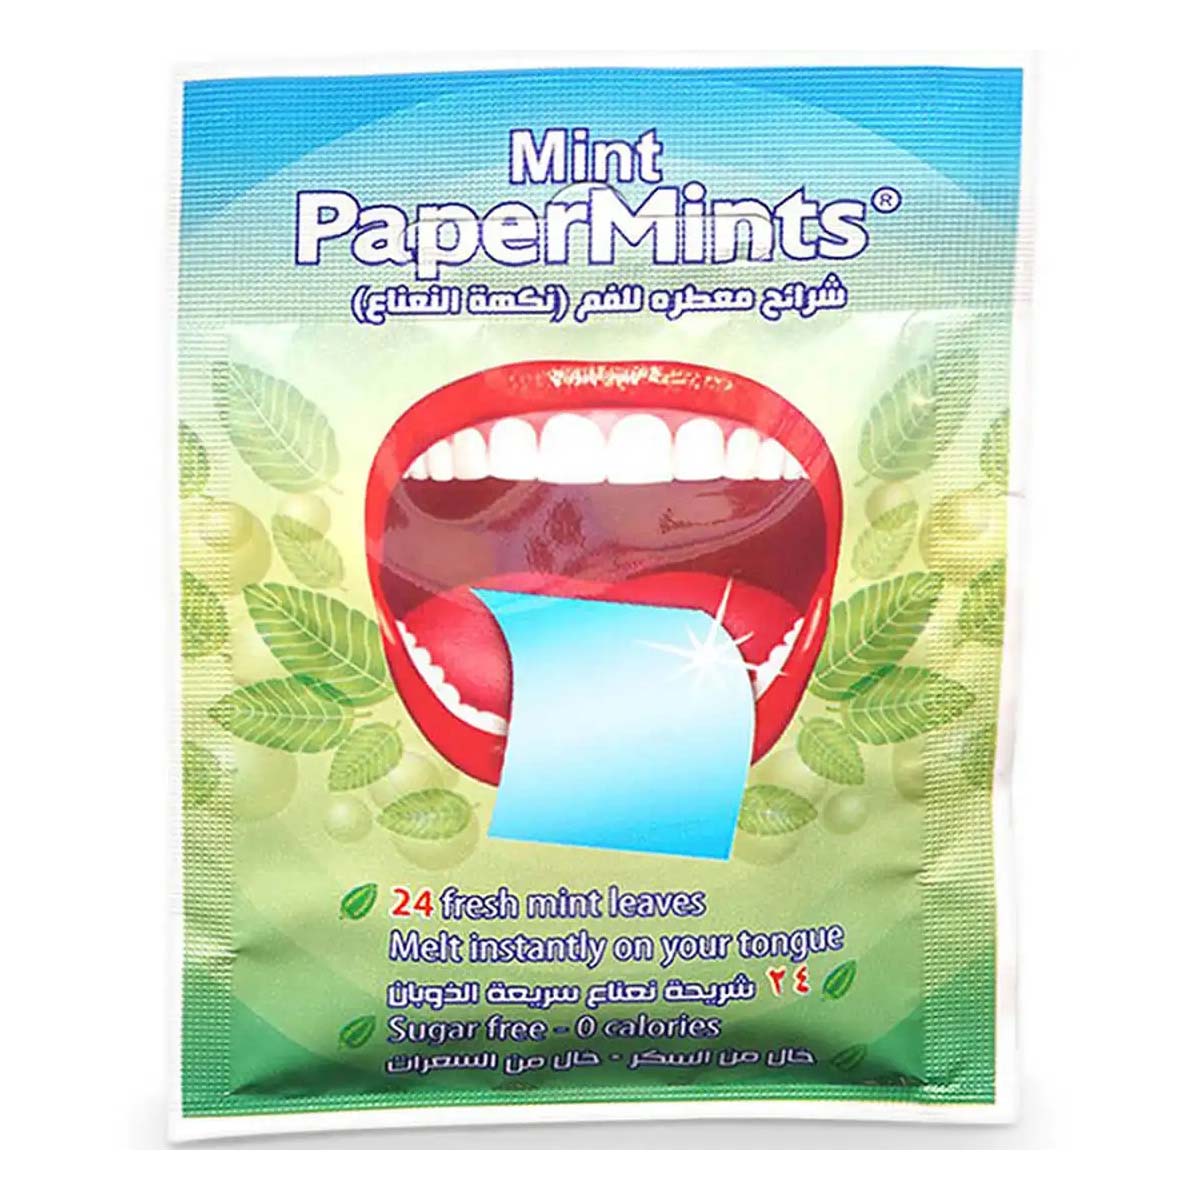 Mint
PaperMints®
شرائح معطره للفم (نكهة النعناع)
24 fresh mint leaves
Melt instantly on your tongue
٢٤ شريحة نعناع سريعة الذوبان
Sugar free - 0 calories
خال من السكر - خال من السعرات